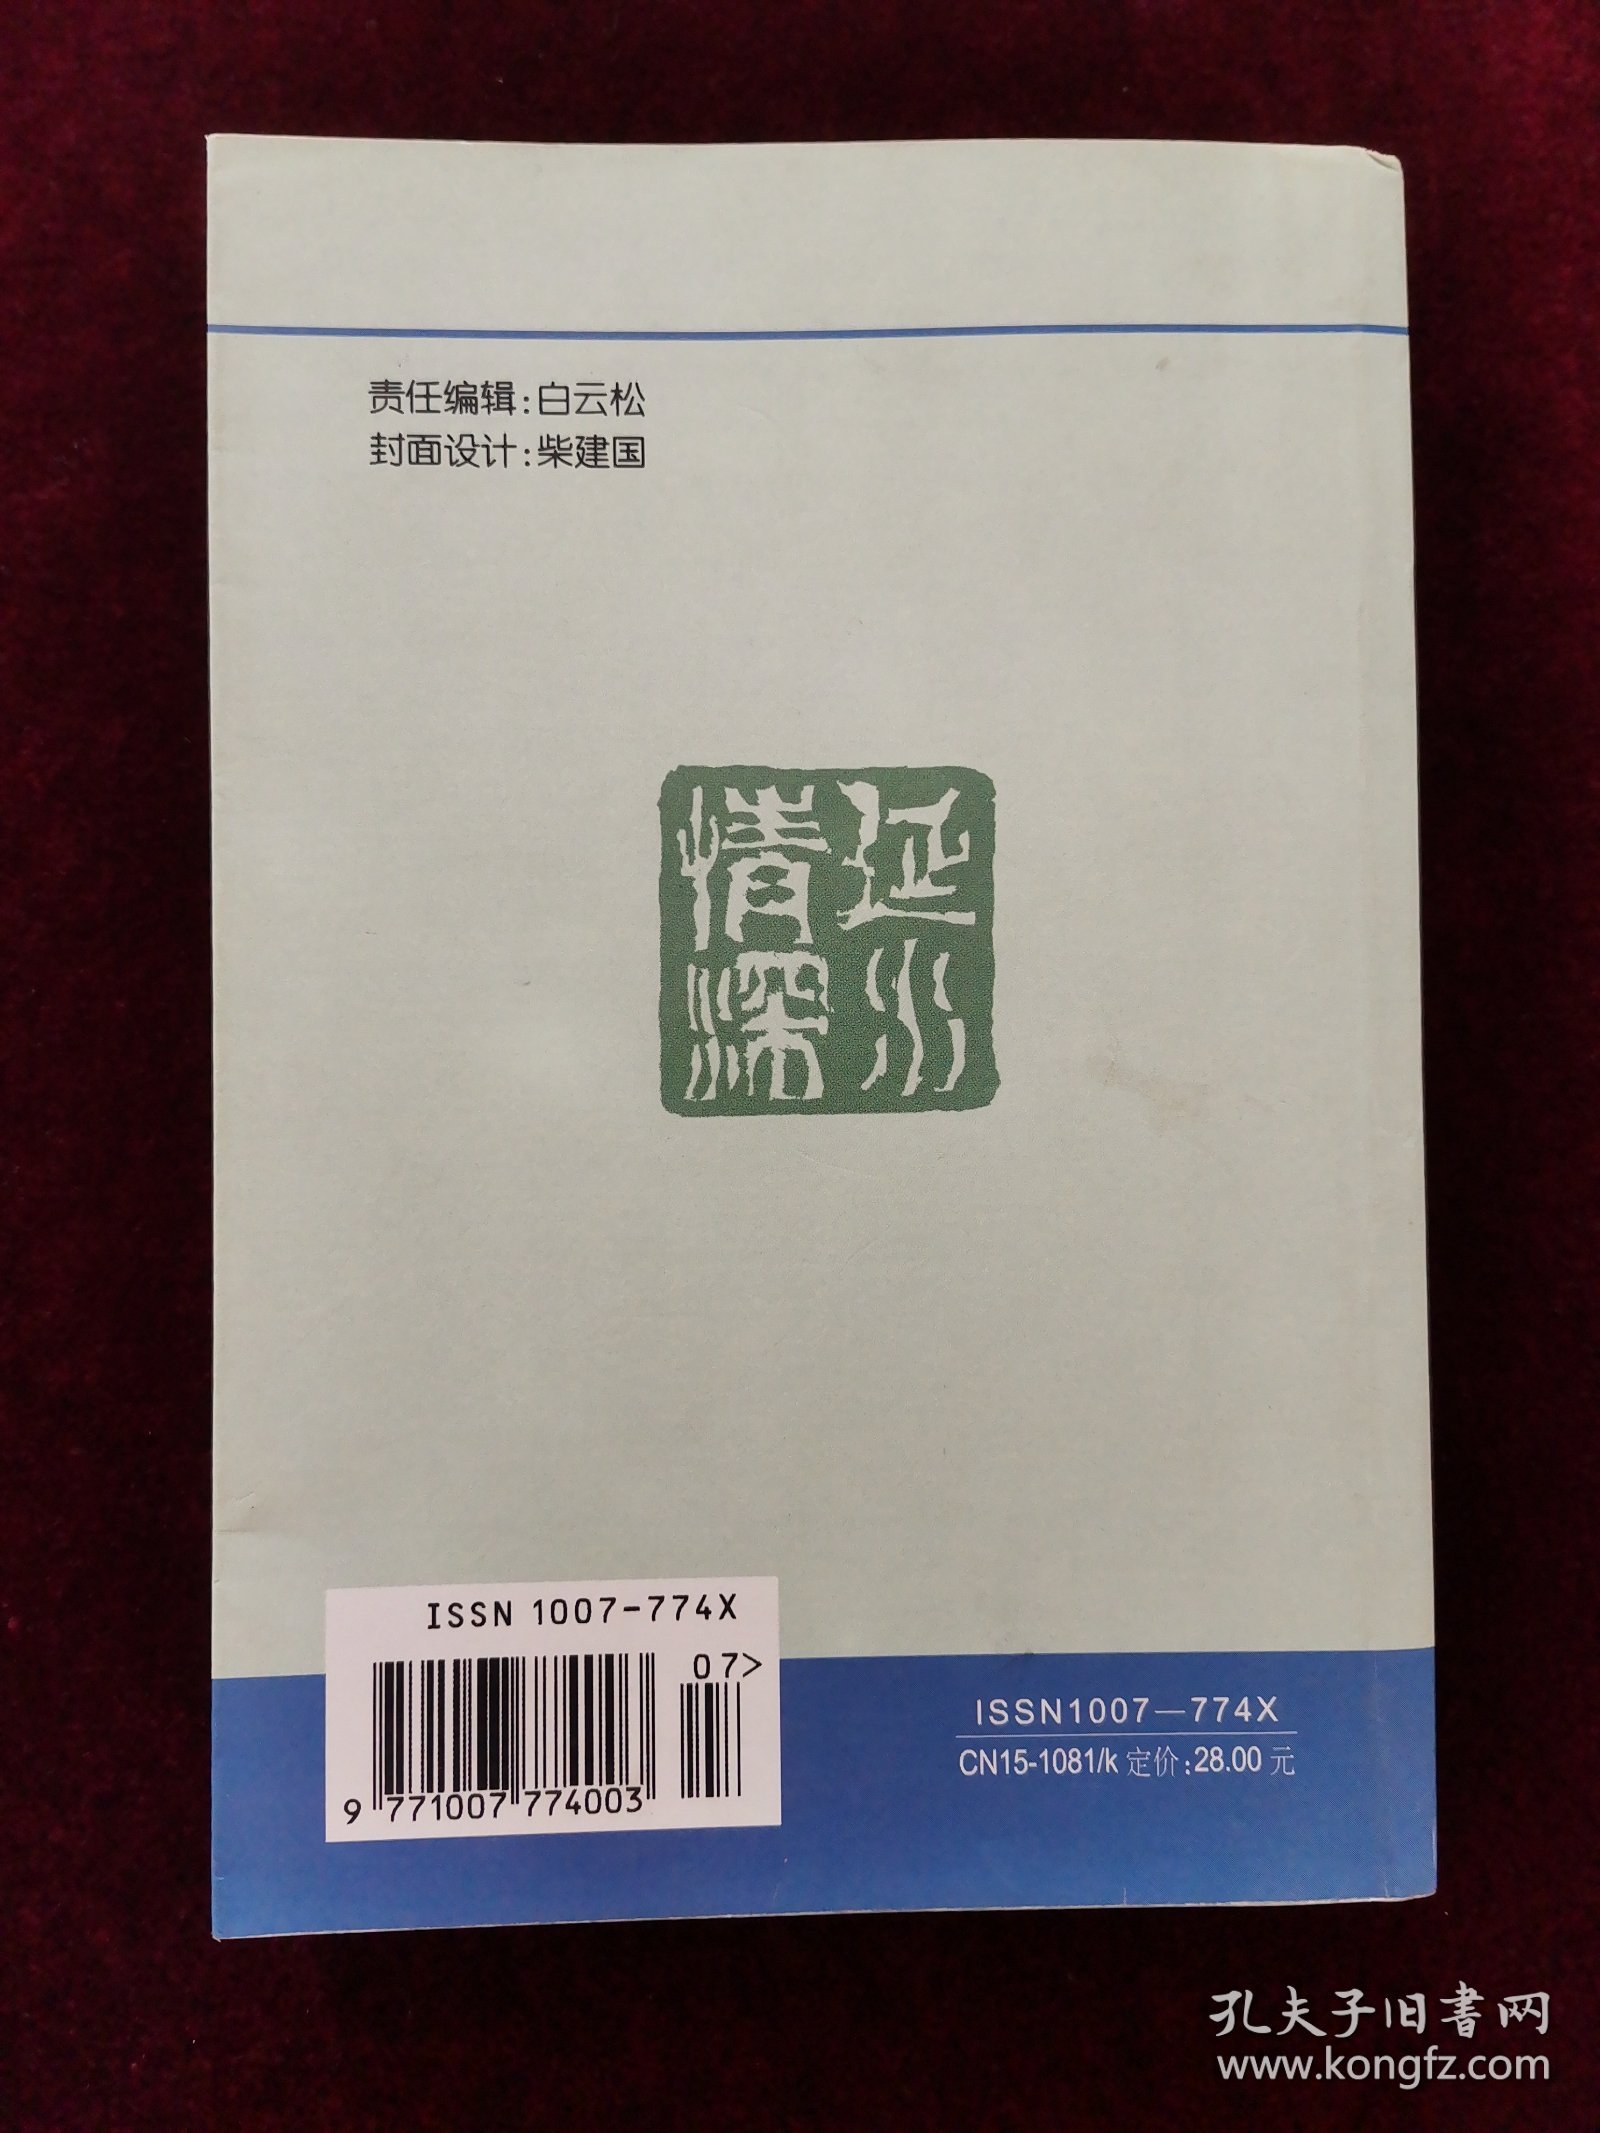 责任编辑:白云松
封面设计:柴建国
延水
情深
ISSN 1007-774X
07>
9 771007 774003
ISSN1007—774X
CN15-1081/k 定价:28.00 元
孔夫子旧书网
www.kongfz.com